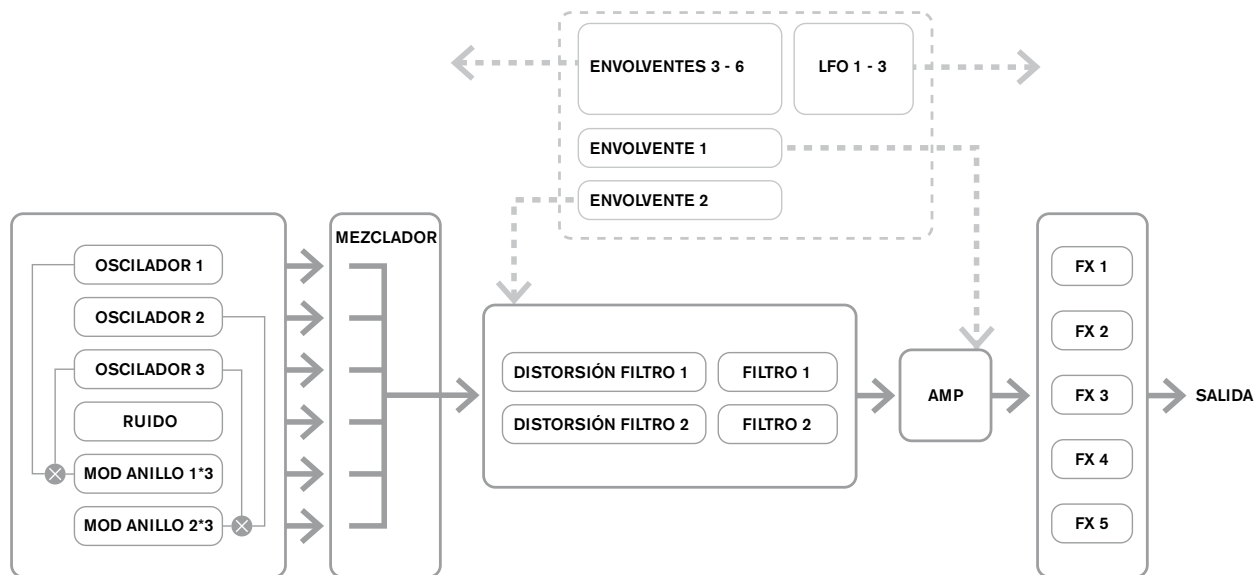 ENVOLVENTES 3 - 6
LFO 1 - 3
ENVOLVENTE 1
ENVOLVENTE 2
MEZCLADOR
OSCILADOR 1
OSCILADOR 2
OSCILADOR 3
RUIDO
MOD ANILLO 1*3
MOD ANILLO 2*3
DISTORSIÓN FILTRO 1
FILTRO 1
DISTORSIÓN FILTRO 2
FILTRO 2
AMP
FX 1
FX 2
FX 3
FX 4
FX 5
SALIDA